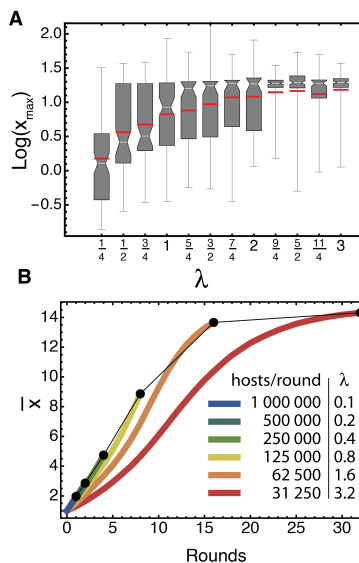 A
Log(x_max)
2.0
1.5
1.0
0.5
0.0
-0.5
1/4 1/2 3/4 1 5/4 3/2 7/4 2 9/4 5/2 11/4 3
λ
B
x̄
14
12
10
8
6
4
2
hosts/round λ
1 000 000 0.1
500 000 0.2
250 000 0.4
125 000 0.8
62 500 1.6
31 250 3.2
0 5 10 15 20 25 30
Rounds